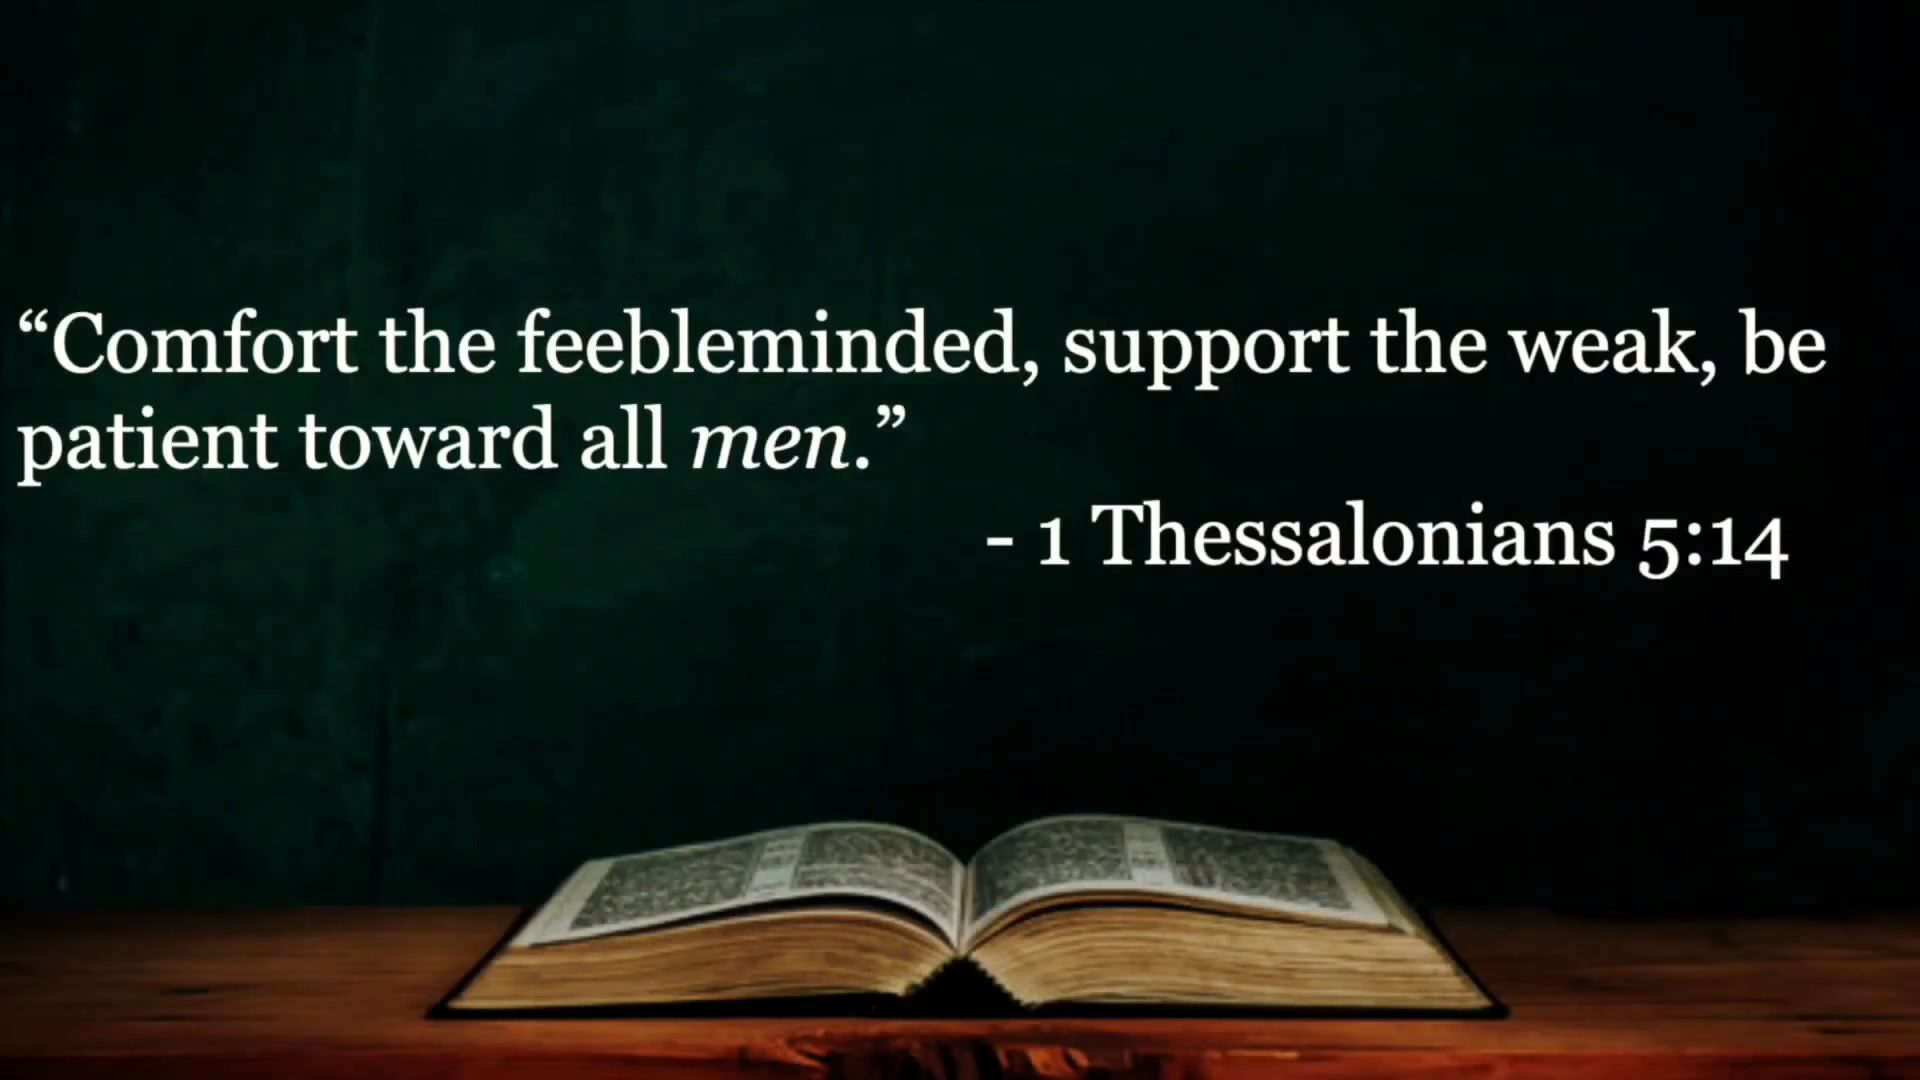 “Comfort the feebleminded, support the weak, be
patient toward all men.”
- 1 Thessalonians 5:14